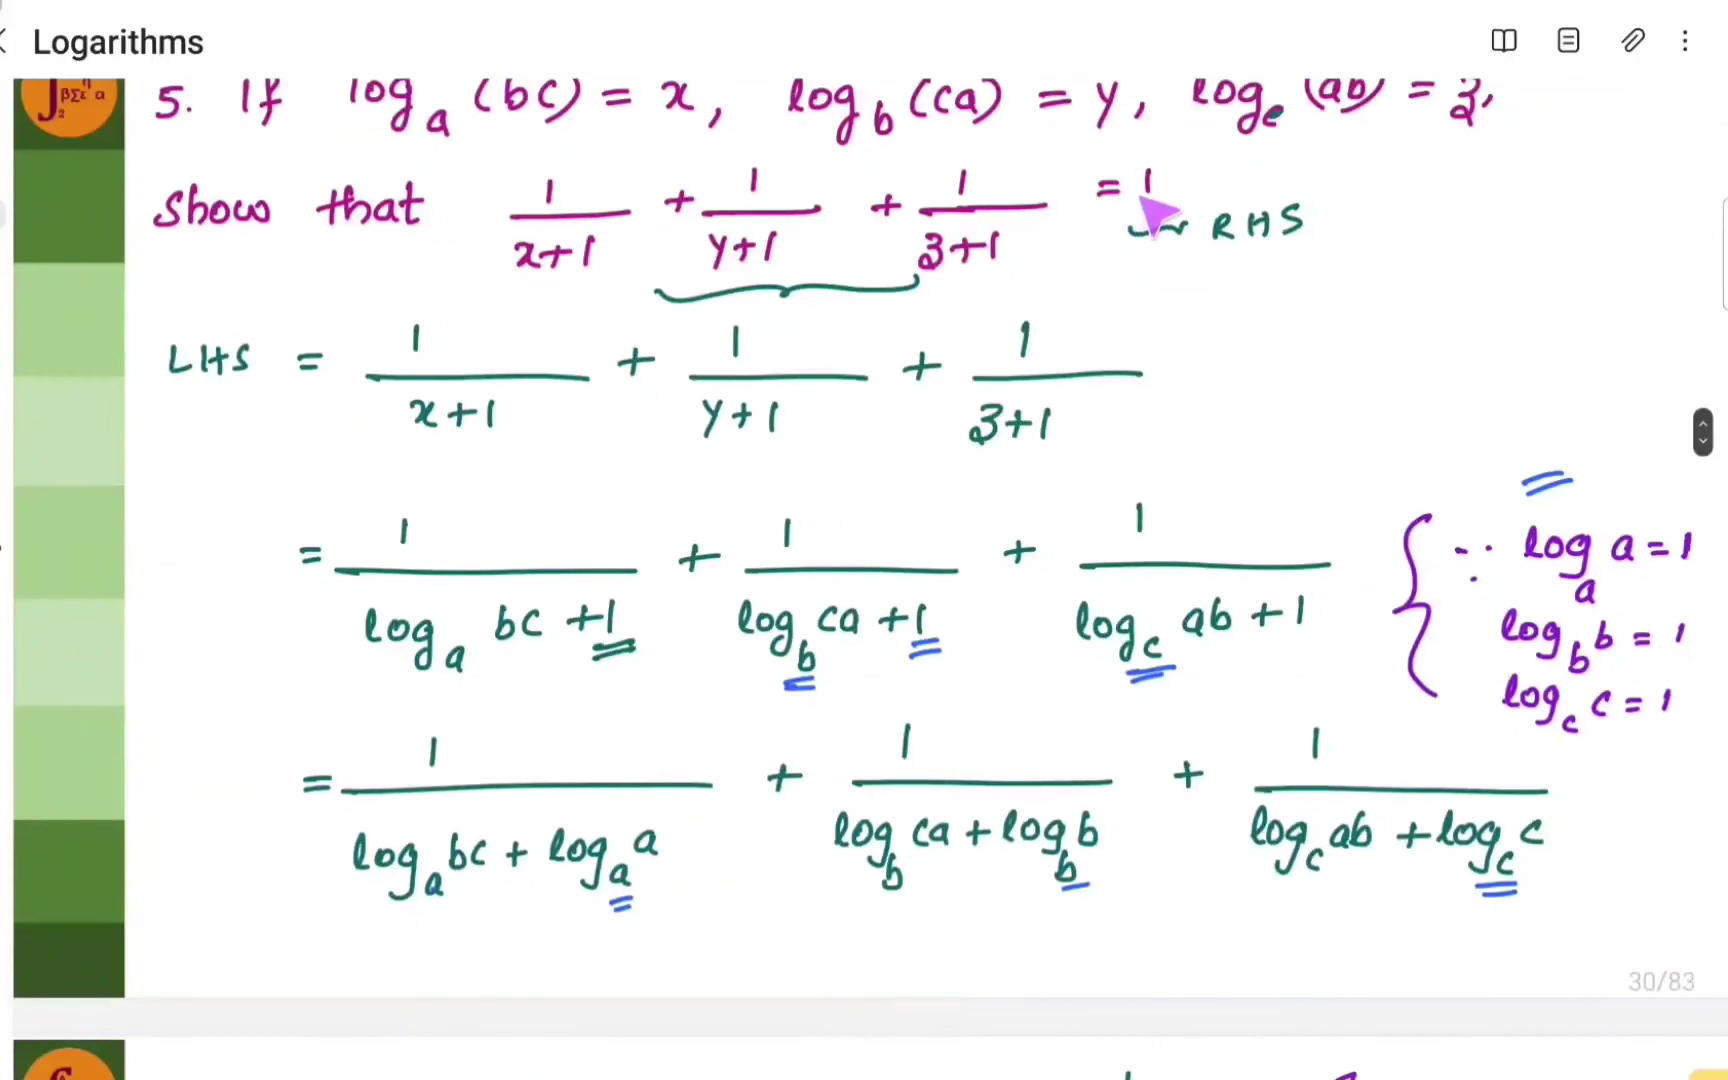 Logarithms
5. If log_a (bc) = x, log_b (ca) = y, log_c (ab) = z,
Show that 1/(x+1) + 1/(y+1) + 1/(z+1) = 1 RHS
LHS = 1/(x+1) + 1/(y+1) + 1/(z+1)
= 1/(log_a bc +1) + 1/(log_b ca +1) + 1/(log_c ab +1)
{ ∵ log_a a = 1
log_b b = 1
log_c c = 1
= 1/(log_a bc + log_a a) + 1/(log_b ca + log_b b) + 1/(log_c ab + log_c c)
30/83